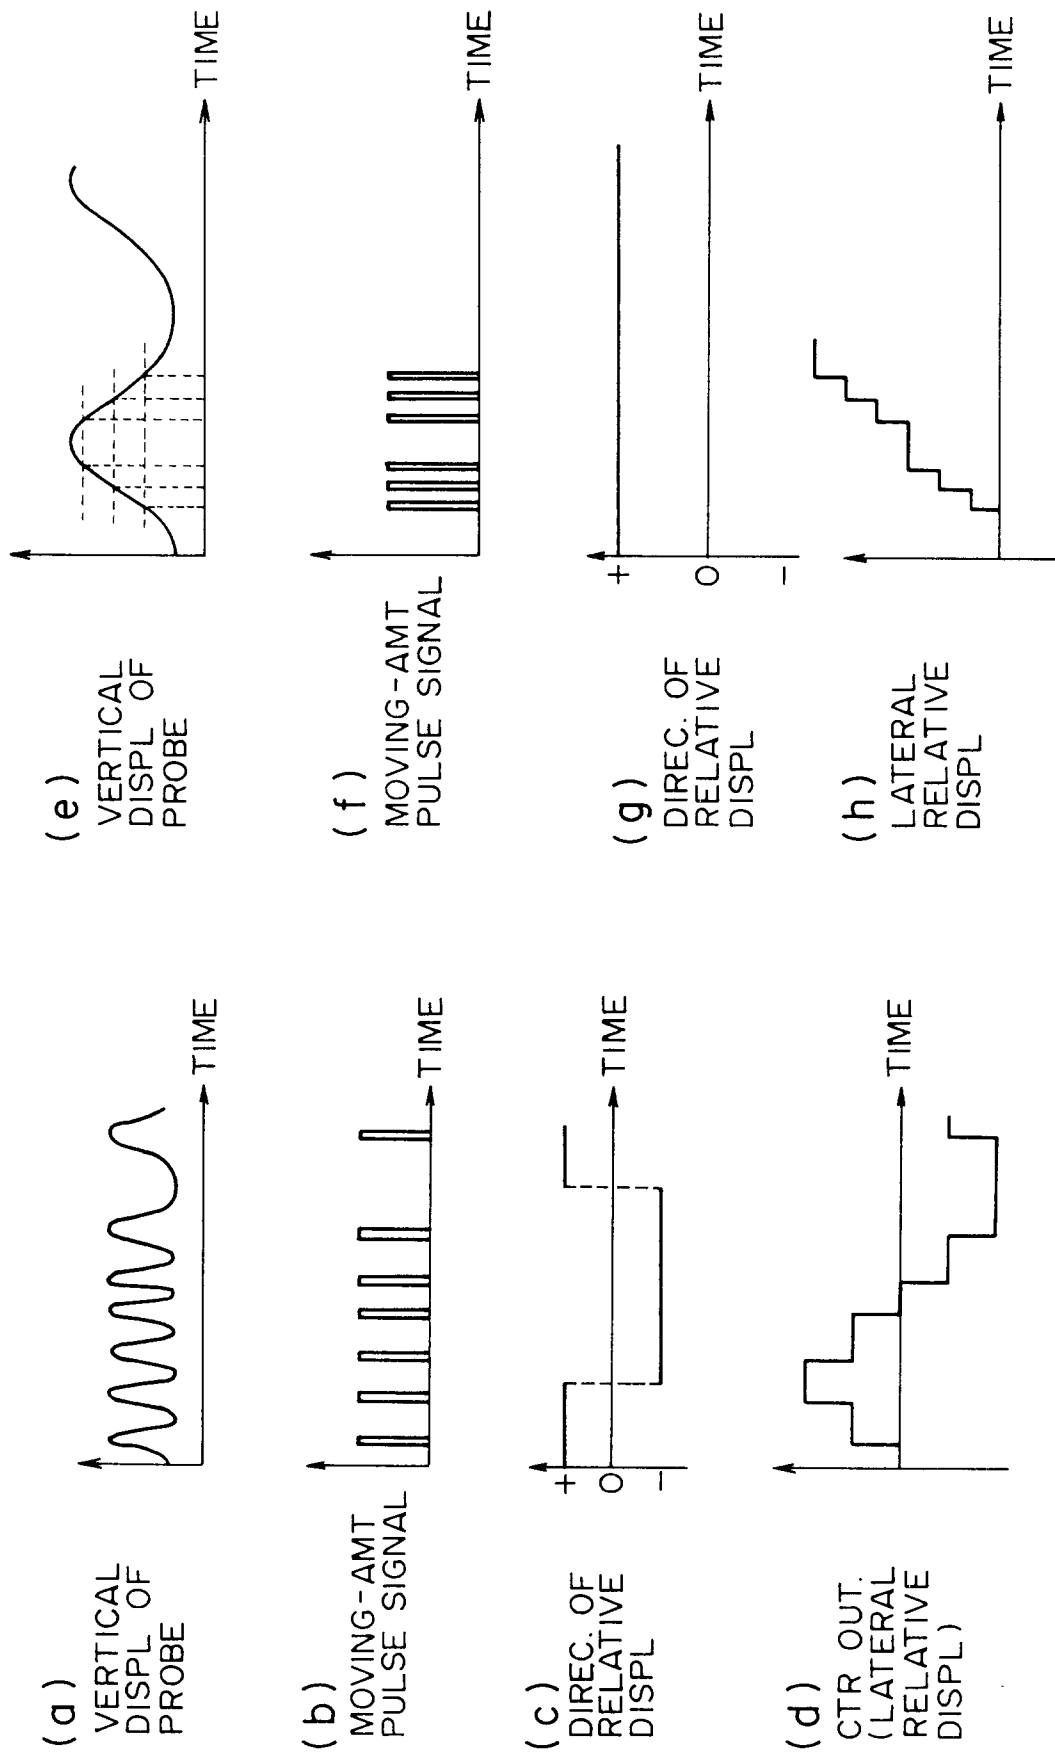 (a)
VERTICAL
DISPL OF
PROBE
TIME
(b)
MOVING-AMT
PULSE SIGNAL
TIME
(c)
DIREC. OF
RELATIVE
DISPL
+
0
-
TIME
(d)
CTR OUT.
(LATERAL
RELATIVE
DISPL)
TIME
(e)
VERTICAL
DISPL OF
PROBE
TIME
(f)
MOVING-AMT
PULSE SIGNAL
TIME
(g)
DIREC. OF
RELATIVE
DISPL
+
0
-
TIME
(h)
LATERAL
RELATIVE
DISPL
TIME